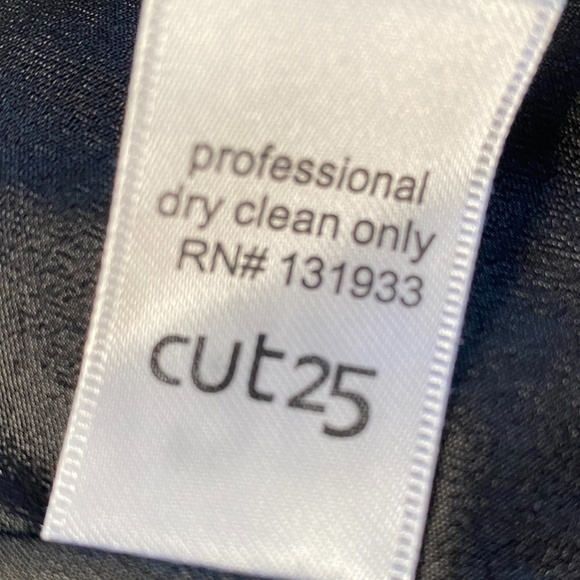 professional
dry clean only
RN# 131933
cut25